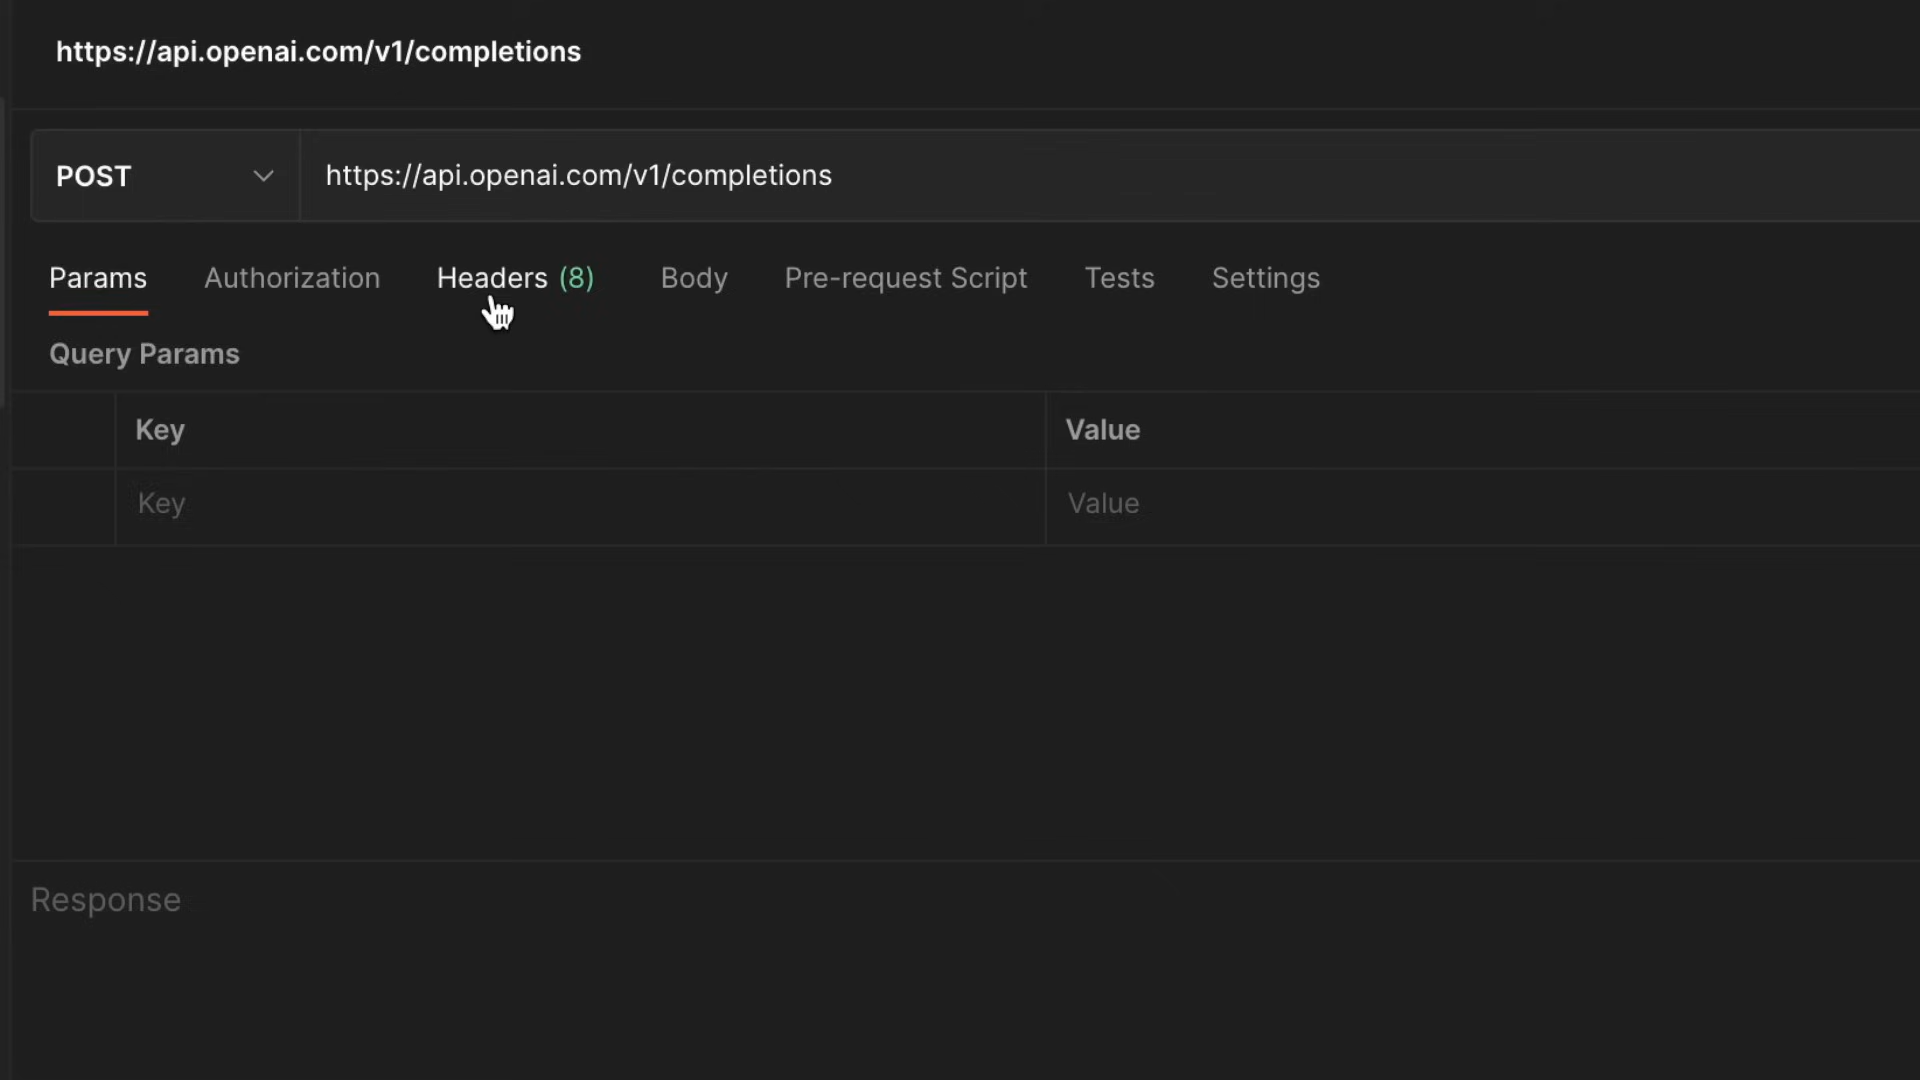 https://api.openai.com/v1/completions
POST https://api.openai.com/v1/completions
Params Authorization Headers (8) Body Pre-request Script Tests Settings
Query Params
Key Value
Key Value
Response